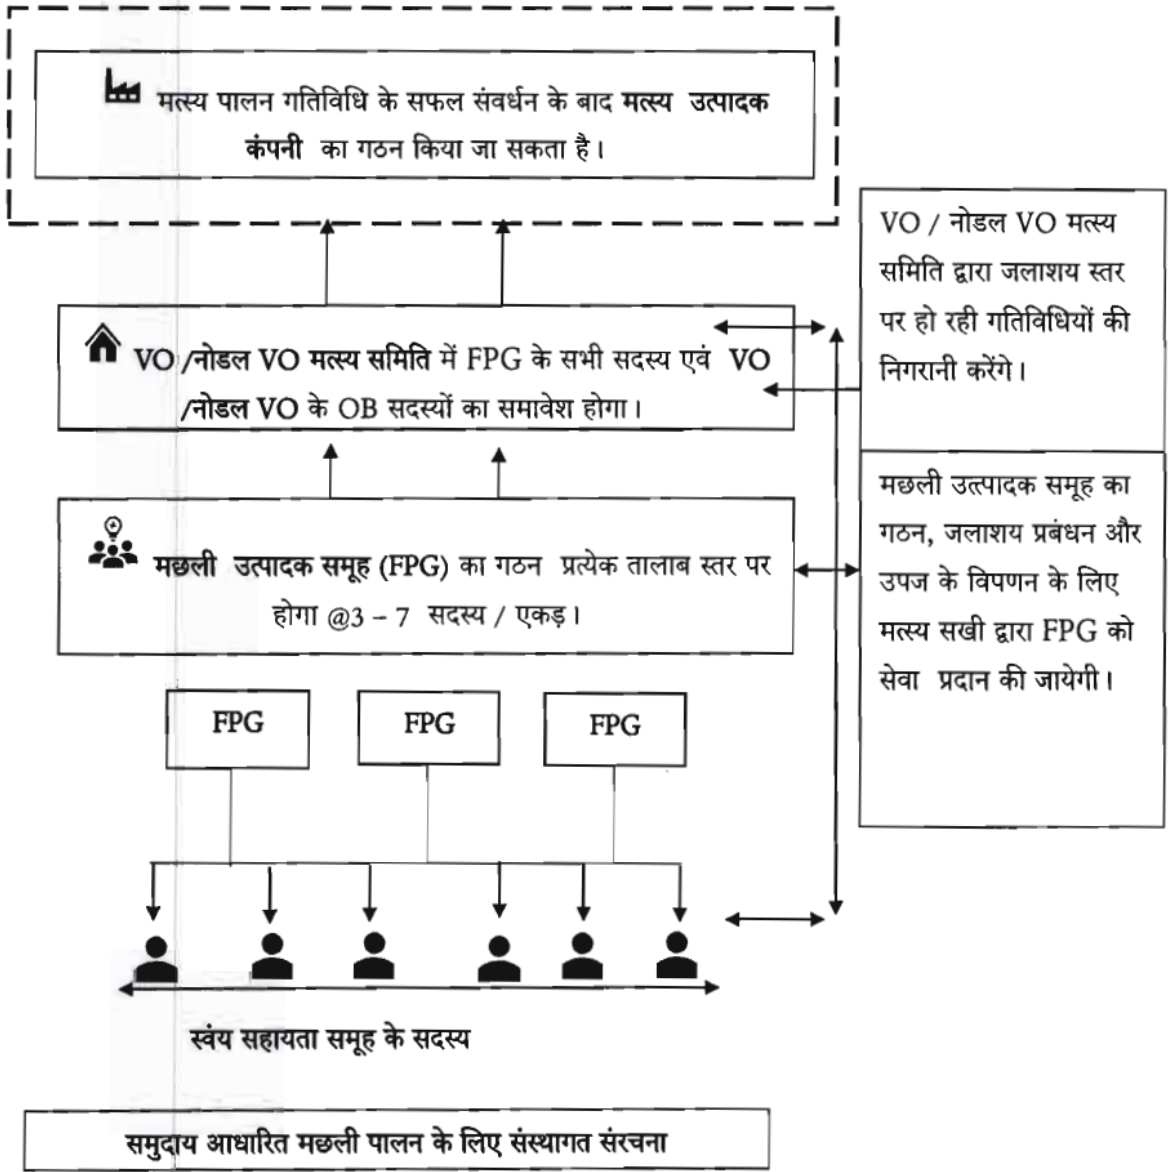 मत्स्य पालन गतिविधि के सफल संवर्धन के बाद मत्स्य उत्पादक
कंपनी का गठन किया जा सकता है।
VO /नोडल VO मत्स्य समिति में FPG के सभी सदस्य एवं VO
/नोडल VO के OB सदस्यों का समावेश होगा।
मछली उत्पादक समूह (FPG) का गठन प्रत्येक तालाब स्तर पर
होगा @3 – 7 सदस्य / एकड़।
VO / नोडल VO मत्स्य
समिति द्वारा जलाशय स्तर
पर हो रही गतिविधियों की
निगरानी करेंगे।
मछली उत्त्पादक समूह का
गठन, जलाशय प्रबंधन और
उपज के विपणन के लिए
मत्स्य सखी द्वारा FPG को
सेवा प्रदान की जायेगी।
FPG
FPG
FPG
स्वंय सहायता समूह के सदस्य
समुदाय आधारित मछली पालन के लिए संस्थागत संरचना